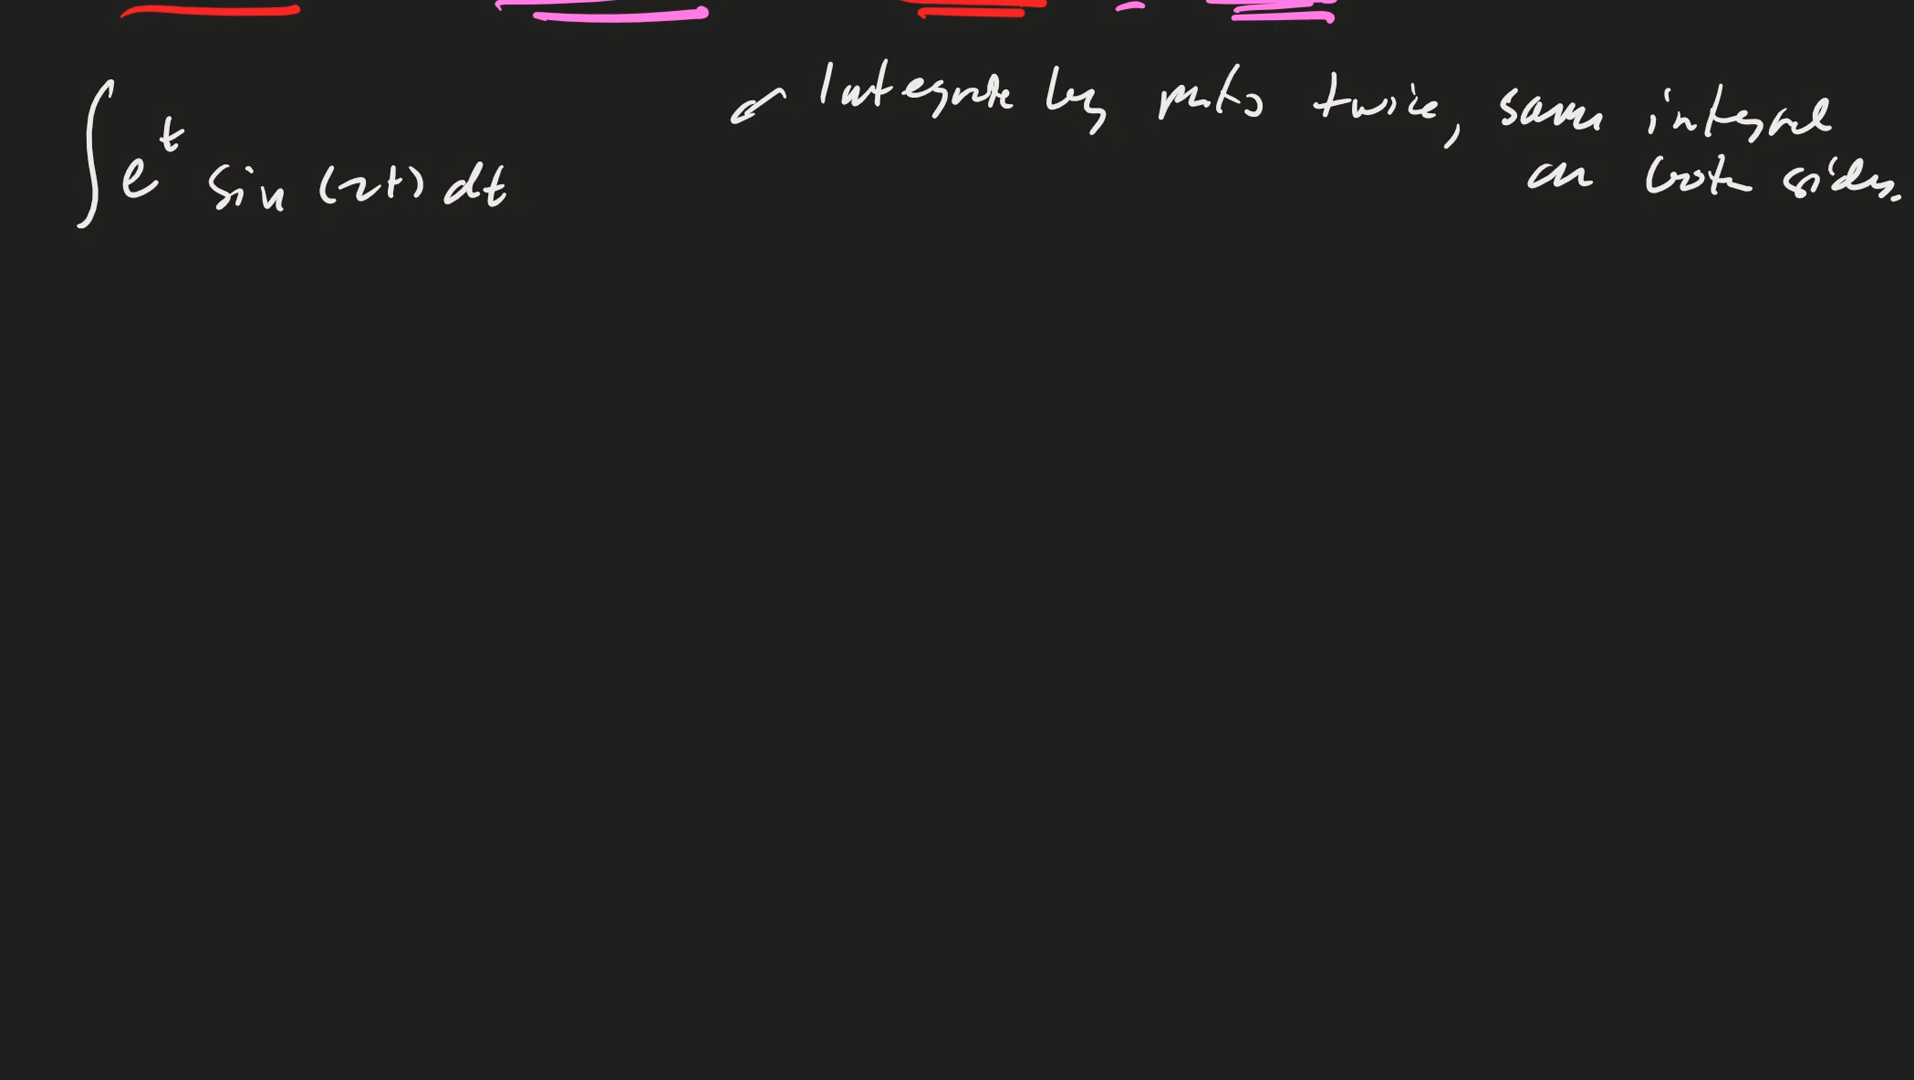 ∫ e^t sin (2t) dt
↙ Integrate by parts twice, same integral
on both sides.